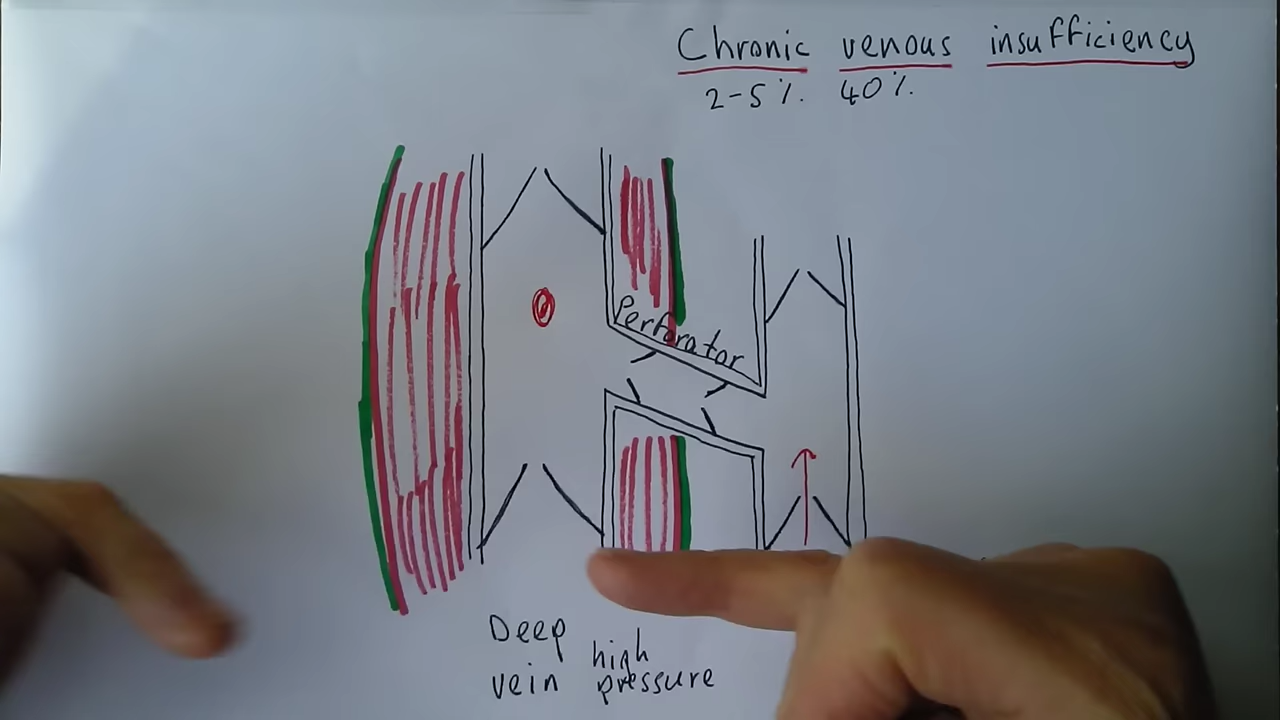 Chronic venous insufficiency
2-5% 40%
Perforator
Deep
vein
high
pressure